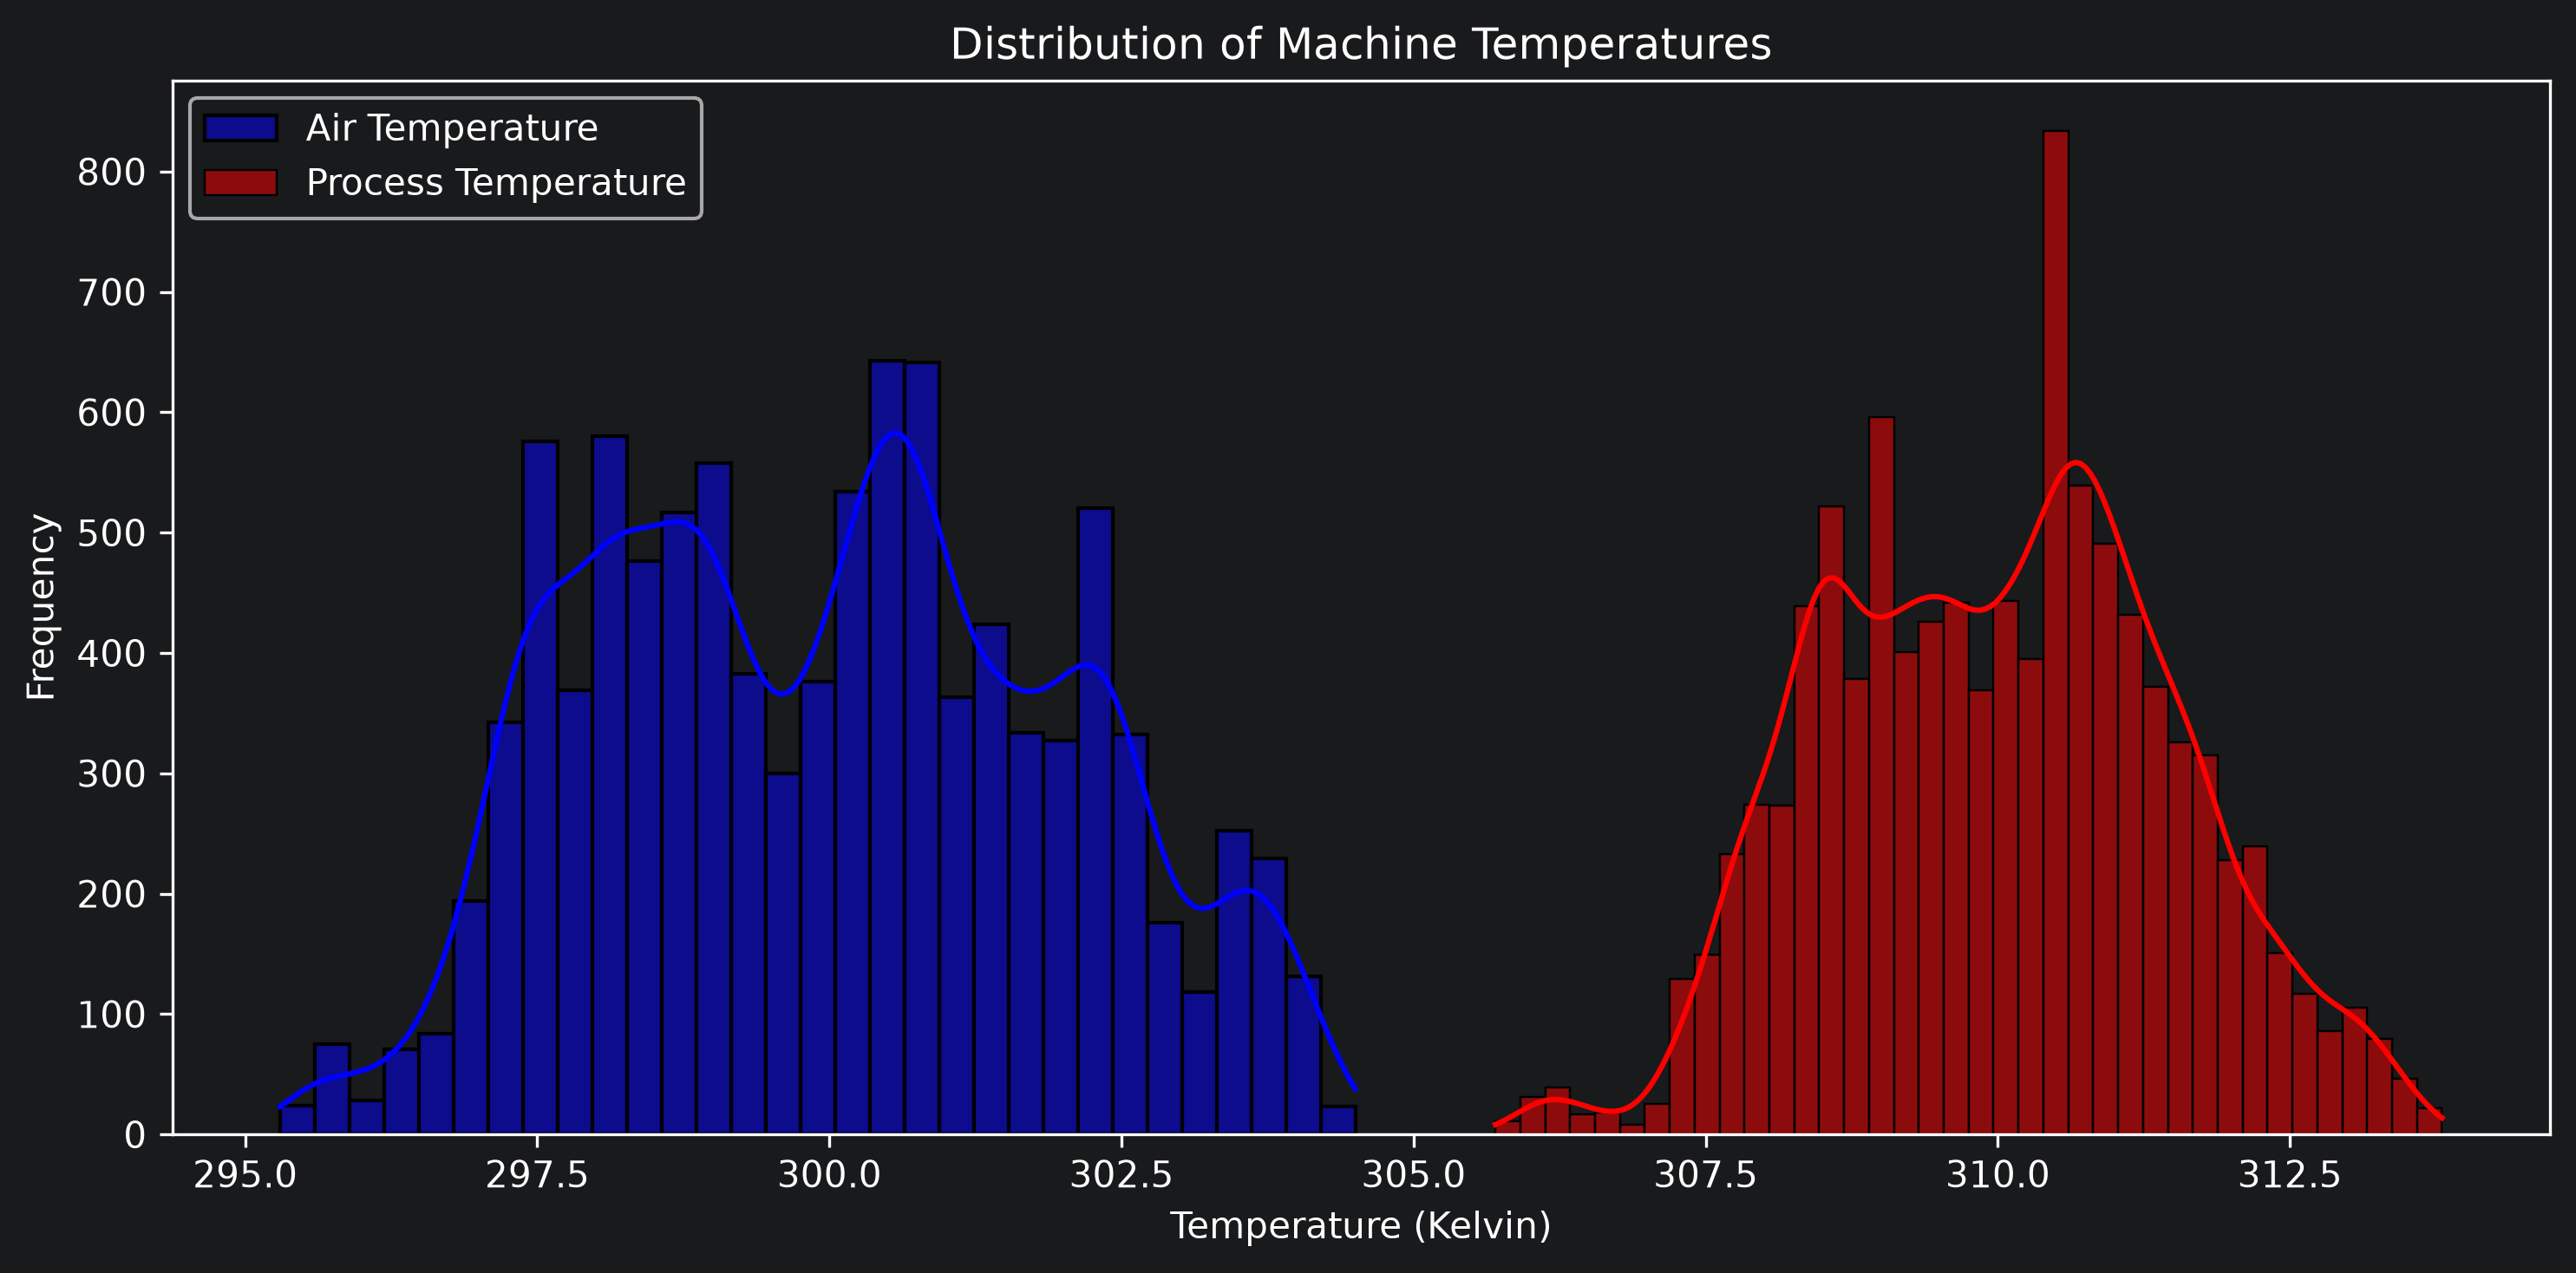 Distribution of Machine Temperatures
Air Temperature
Process Temperature
Frequency
800
700
600
500
400
300
200
100
0
295.0 297.5 300.0 302.5 305.0 307.5 310.0 312.5
Temperature (Kelvin)